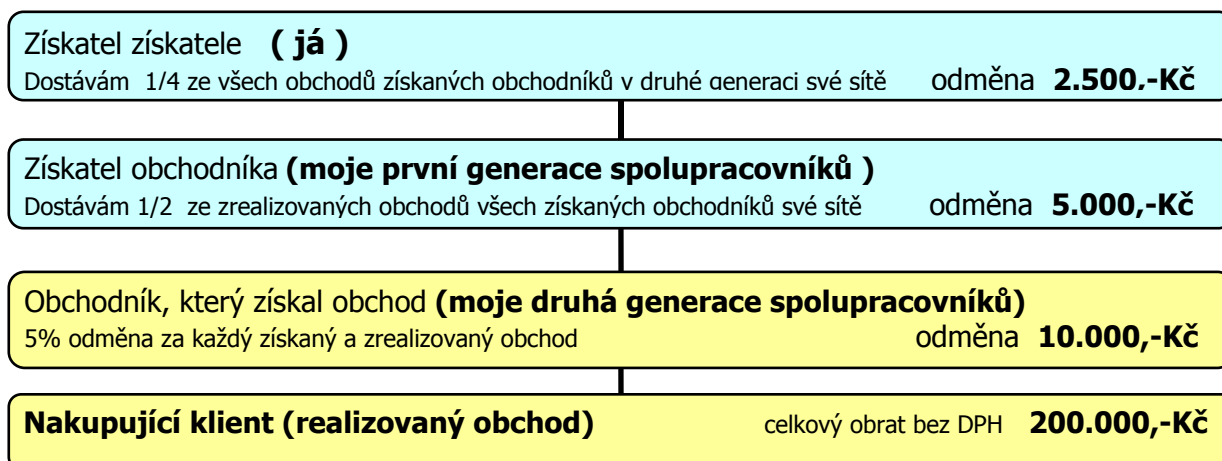 Získatel získatele ( já )
Dostávám 1/4 ze všech obchodů získaných obchodníků v druhé generaci své sítě odměna 2.500,-Kč
Získatel obchodníka (moje první generace spolupracovníků )
Dostávám 1/2 ze zrealizovaných obchodů všech získaných obchodníků své sítě odměna 5.000,-Kč
Obchodník, který získal obchod (moje druhá generace spolupracovníků)
5% odměna za každý získaný a zrealizovaný obchod odměna 10.000,-Kč
Nakupující klient (realizovaný obchod) celkový obrat bez DPH 200.000,-Kč